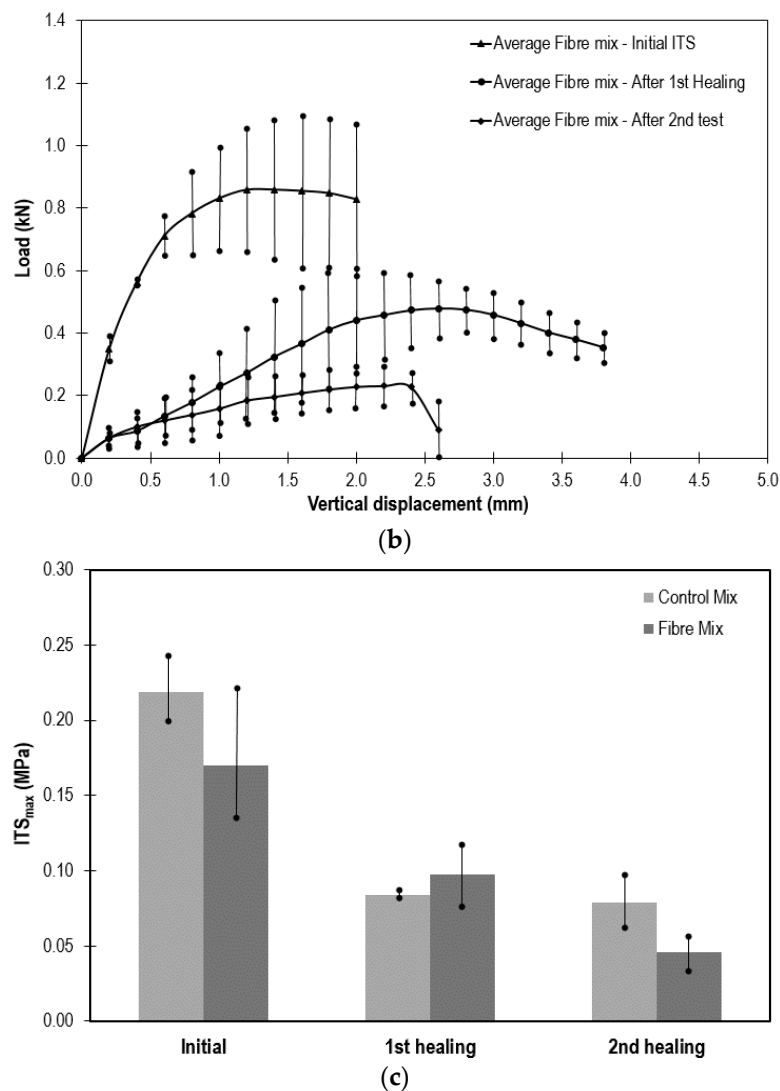 1.4
Average Fibre mix - Initial ITS
1.2
Average Fibre mix - After 1st Healing
1.0
Average Fibre mix - After 2nd test
0.8
Load (kN)
0.6
0.4
0.2
0.0
0.0 0.5 1.0 1.5 2.0 2.5 3.0 3.5 4.0 4.5 5.0
Vertical displacement (mm)
(b)
0.30
Control Mix
Fibre Mix
0.25
0.20
ITSmax (MPa)
0.15
0.10
0.05
0.00
Initial 1st healing 2nd healing
(c)